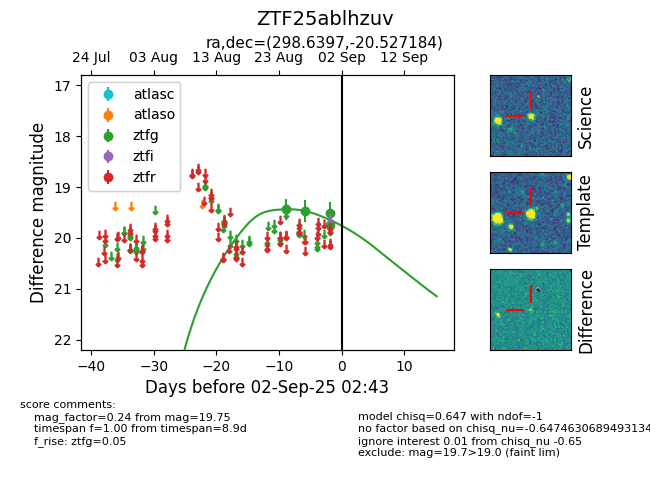 ZTF25ablhzuv
ra,dec=(298.6397,-20.527184)
24 Jul 03 Aug 13 Aug 23 Aug 02 Sep 12 Sep
17
18
19
20
21
22
Difference magnitude
atlasc
atlaso
ztfg
ztfi
ztfr
−40 −30 −20 −10 0 10
Days before 02-Sep-25 02:43
Science
Template
Difference
score comments:
mag_factor=0.24 from mag=19.75
timespan f=1.00 from timespan=8.9d
f_rise: ztfg=0.05
model chisq=0.647 with ndof=-1
no factor based on chisq_nu=-0.6474630689493134
ignore interest 0.01 from chisq_nu -0.65
exclude: mag=19.7>19.0 (faint lim)